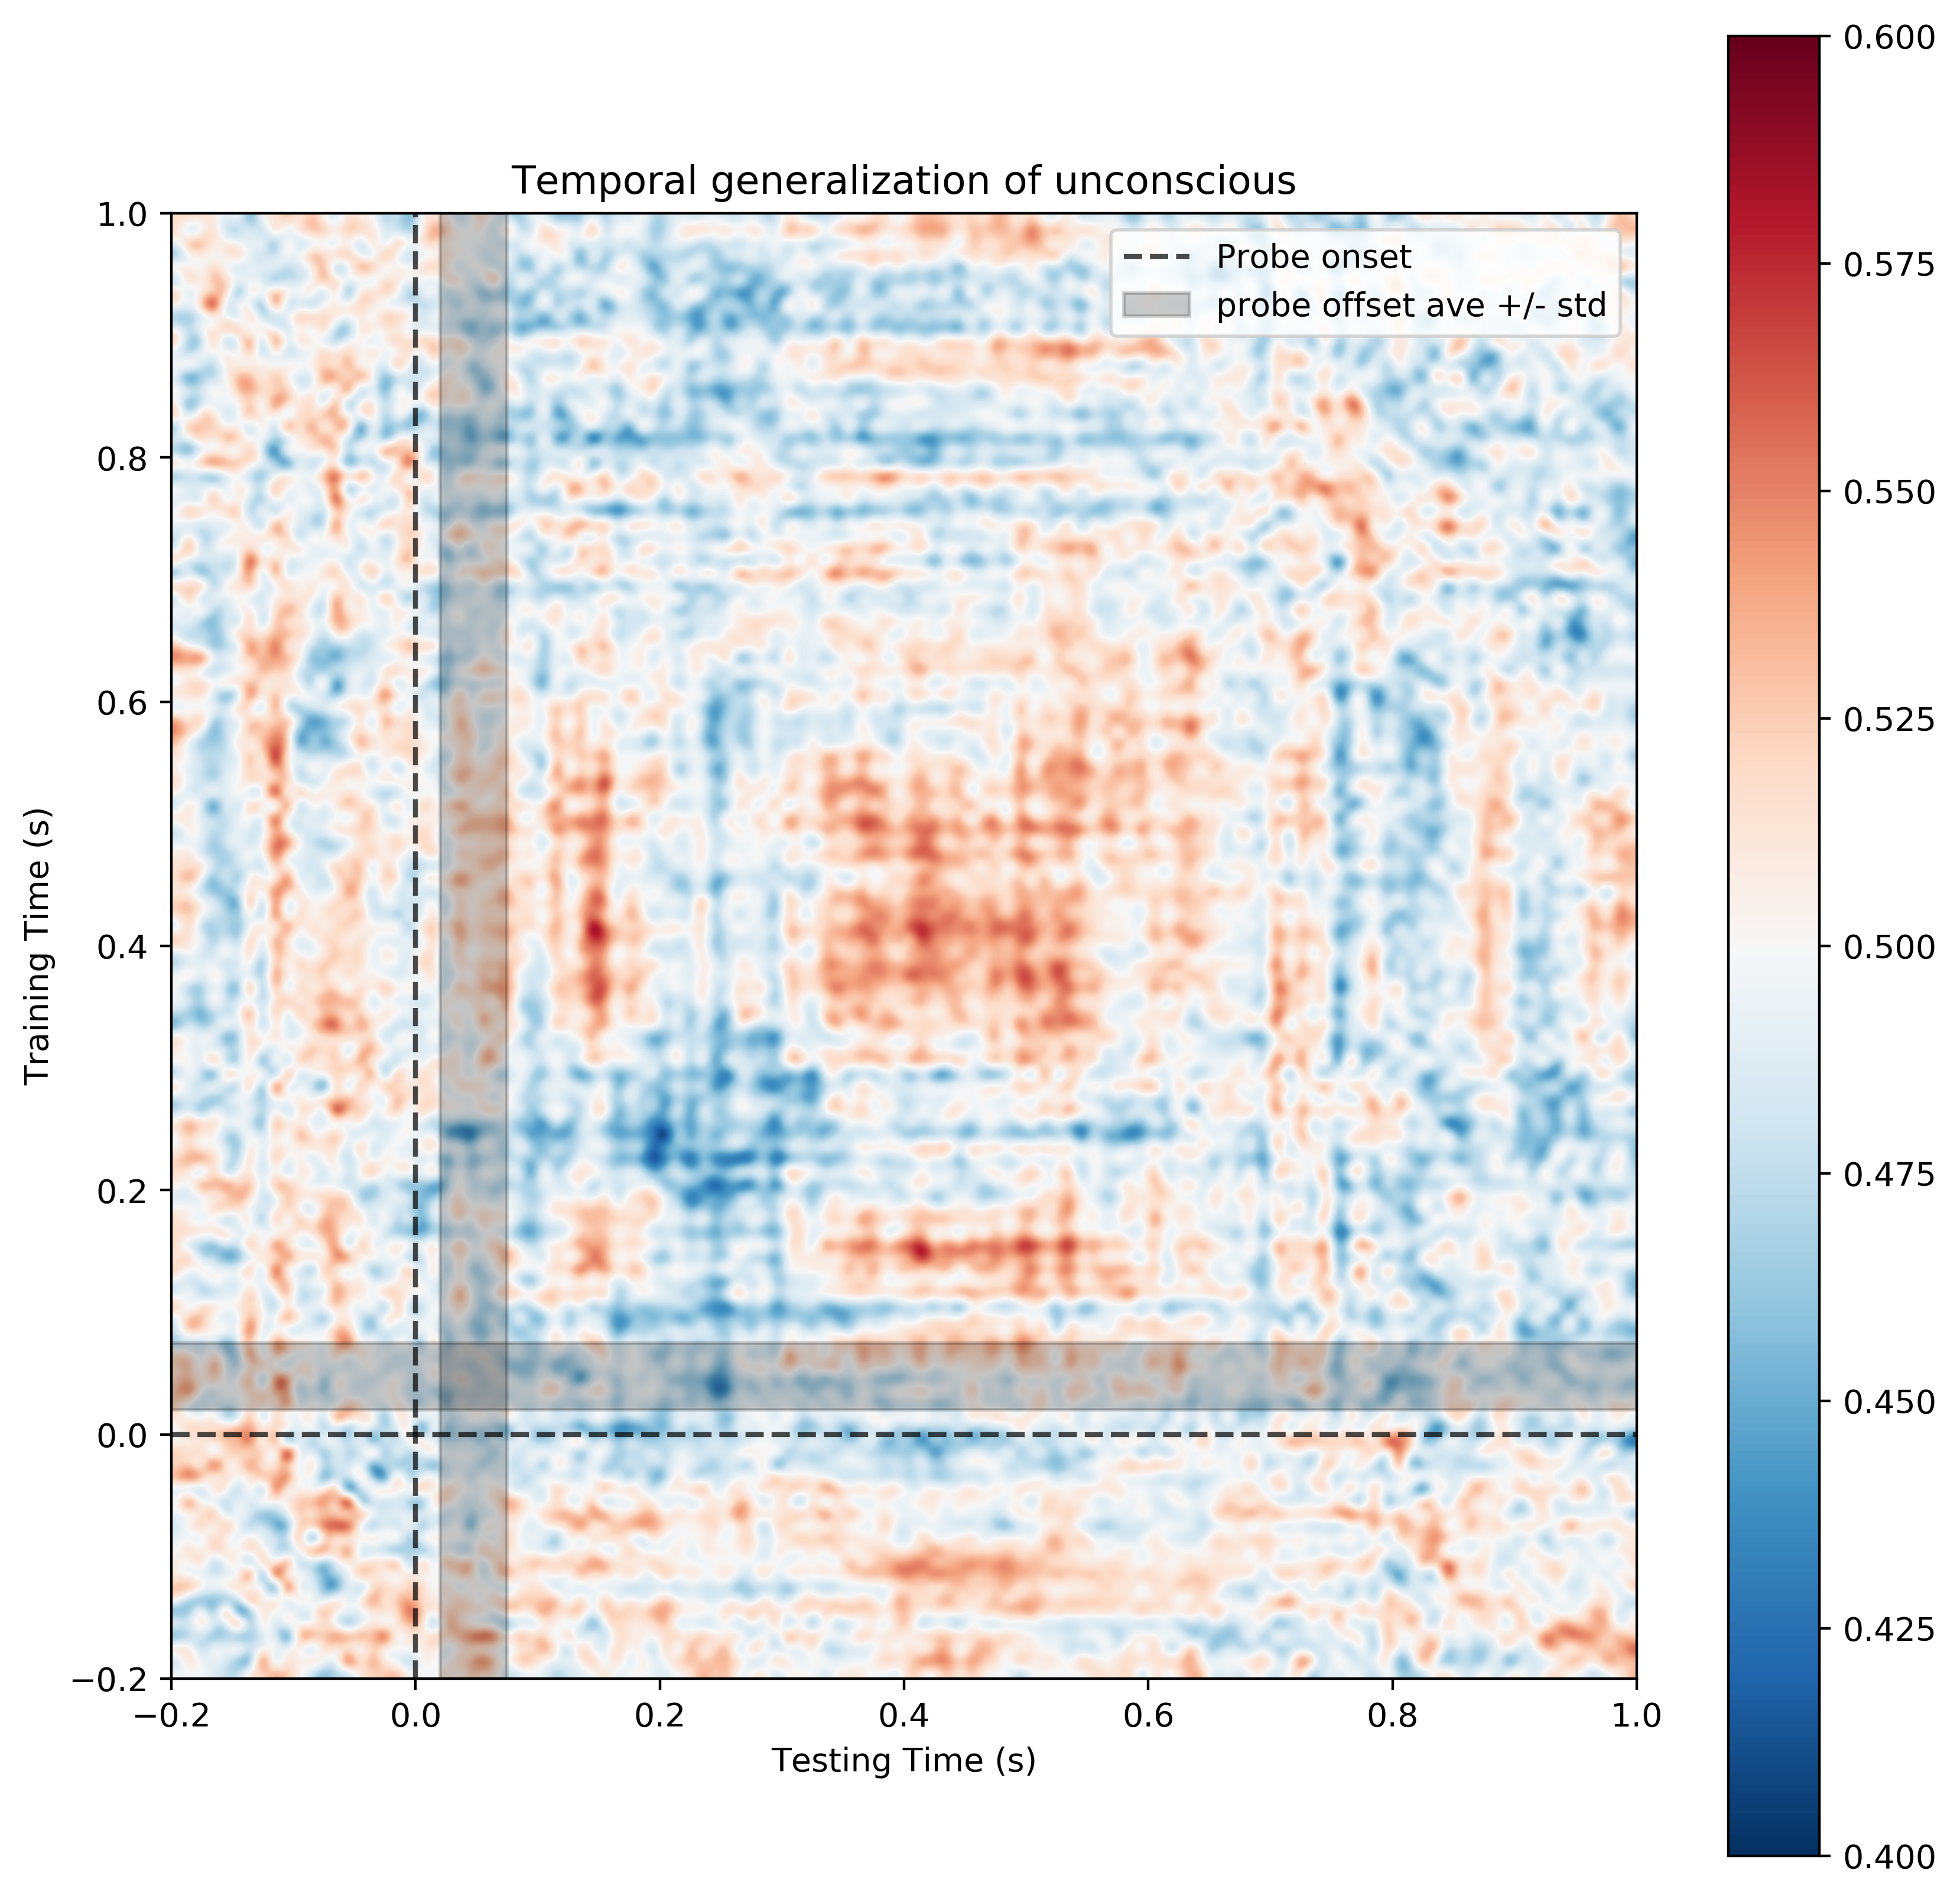 Temporal generalization of unconscious
Probe onset
probe offset ave +/- std
Training Time (s)
1.0
0.8
0.6
0.4
0.2
0.0
−0.2
−0.2 0.0 0.2 0.4 0.6 0.8 1.0
Testing Time (s)
0.600
0.575
0.550
0.525
0.500
0.475
0.450
0.425
0.400